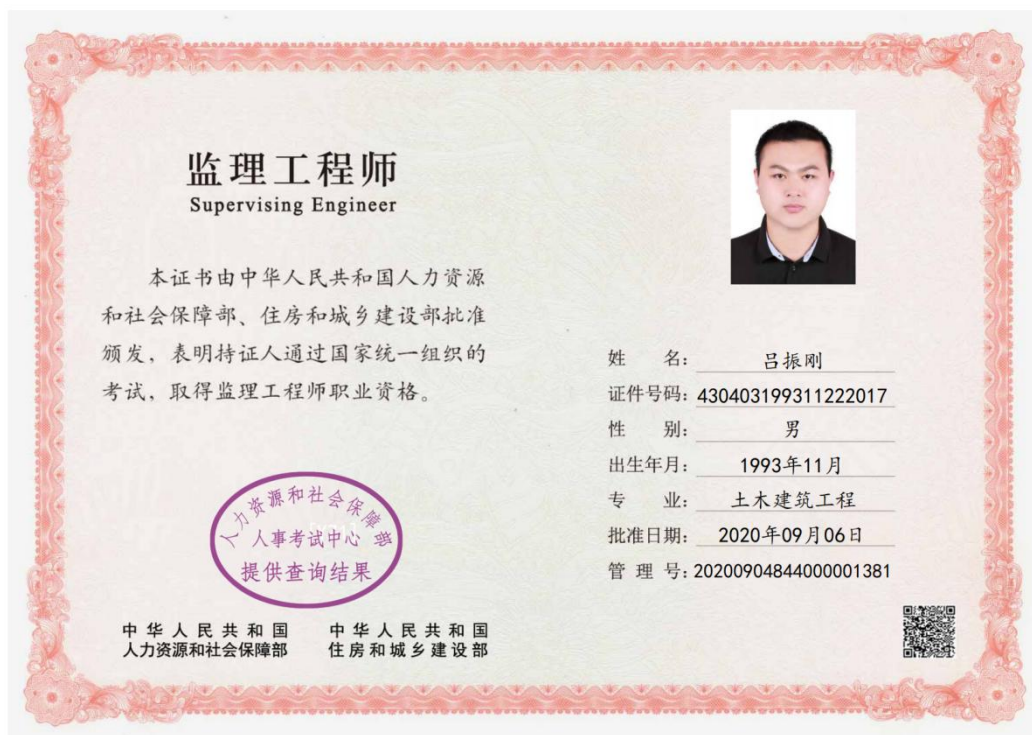 监理工程师
Supervising Engineer
本证书由中华人民共和国人力资源
和社会保障部、住房和城乡建设部批准
颁发，表明持证人通过国家统一组织的
考试，取得监理工程师职业资格。
人力资源和社会保障部
人事考试中心
提供查询结果
中华人民共和国
人力资源和社会保障部
中华人民共和国
住房和城乡建设部
姓 名：吕振刚
证件号码：430403199311222017
性 别：男
出生年月：1993年11月
专 业：土木建筑工程
批准日期：2020年09月06日
管 理 号：20200904844000001381